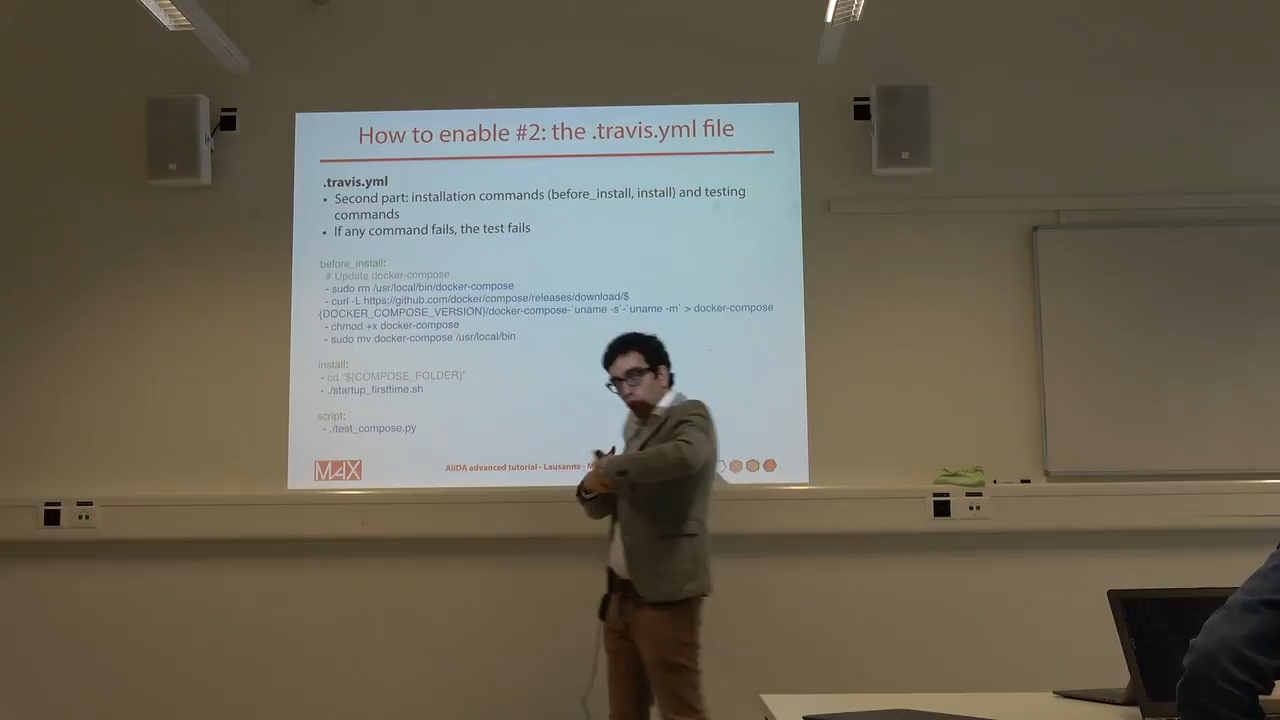 How to enable #2: the .travis.yml file
.travis.yml
• Second part: installation commands (before_install, install) and testing
commands
• If any command fails, the test fails
before_install:
# Update docker-compose
- sudo rm /usr/local/bin/docker-compose
- curl -L https://github.com/docker/compose/releases/download/$
{DOCKER_COMPOSE_VERSION}/docker-compose-`uname -s`-`uname -m` > docker-compose
- chmod +x docker-compose
- sudo mv docker-compose /usr/local/bin
install:
- cd "${COMPOSE_FOLDER}"
- ./startup_firsttime.sh
script:
- ./test_compose.py
MAX
AiiDA advanced tutorial - Lausanne -